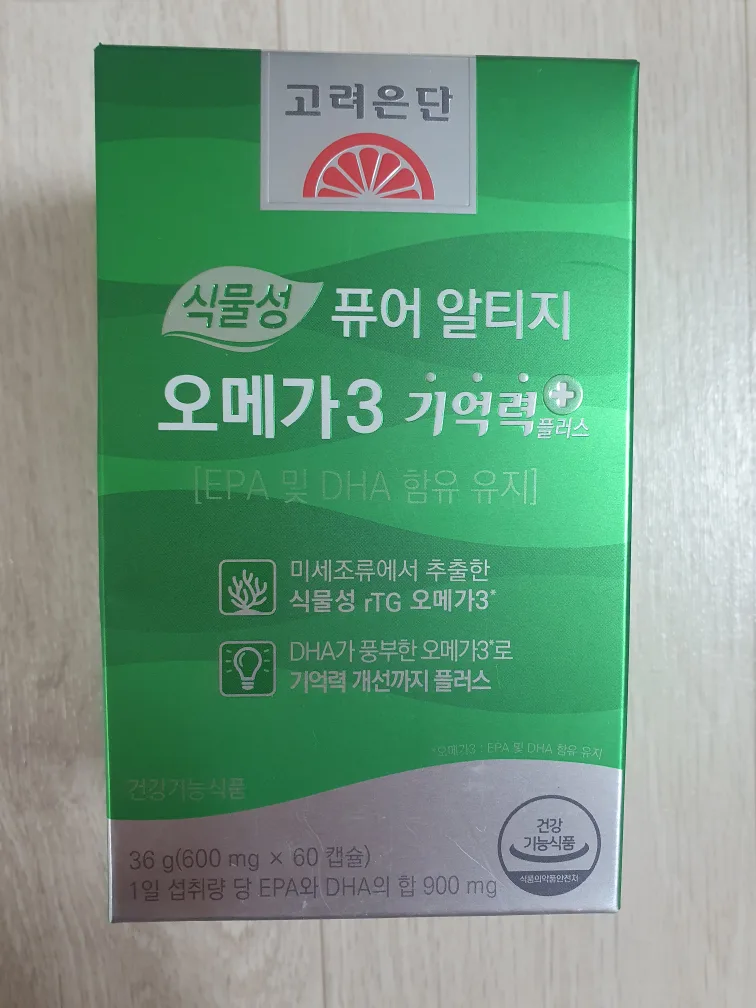 고려은단
식물성 퓨어 알티지
오메가3 기억력 플러스
[EPA 및 DHA 함유 유지]
미세조류에서 추출한
식물성 rTG 오메가3*
DHA가 풍부한 오메가3*로
기억력 개선까지 플러스
*오메가3 : EPA 및 DHA 함유 유지
건강기능식품
건강
기능식품
식품의약품안전처
36 g(600 mg × 60 캡슐)
1일 섭취량 당 EPA와 DHA의 합 900 mg